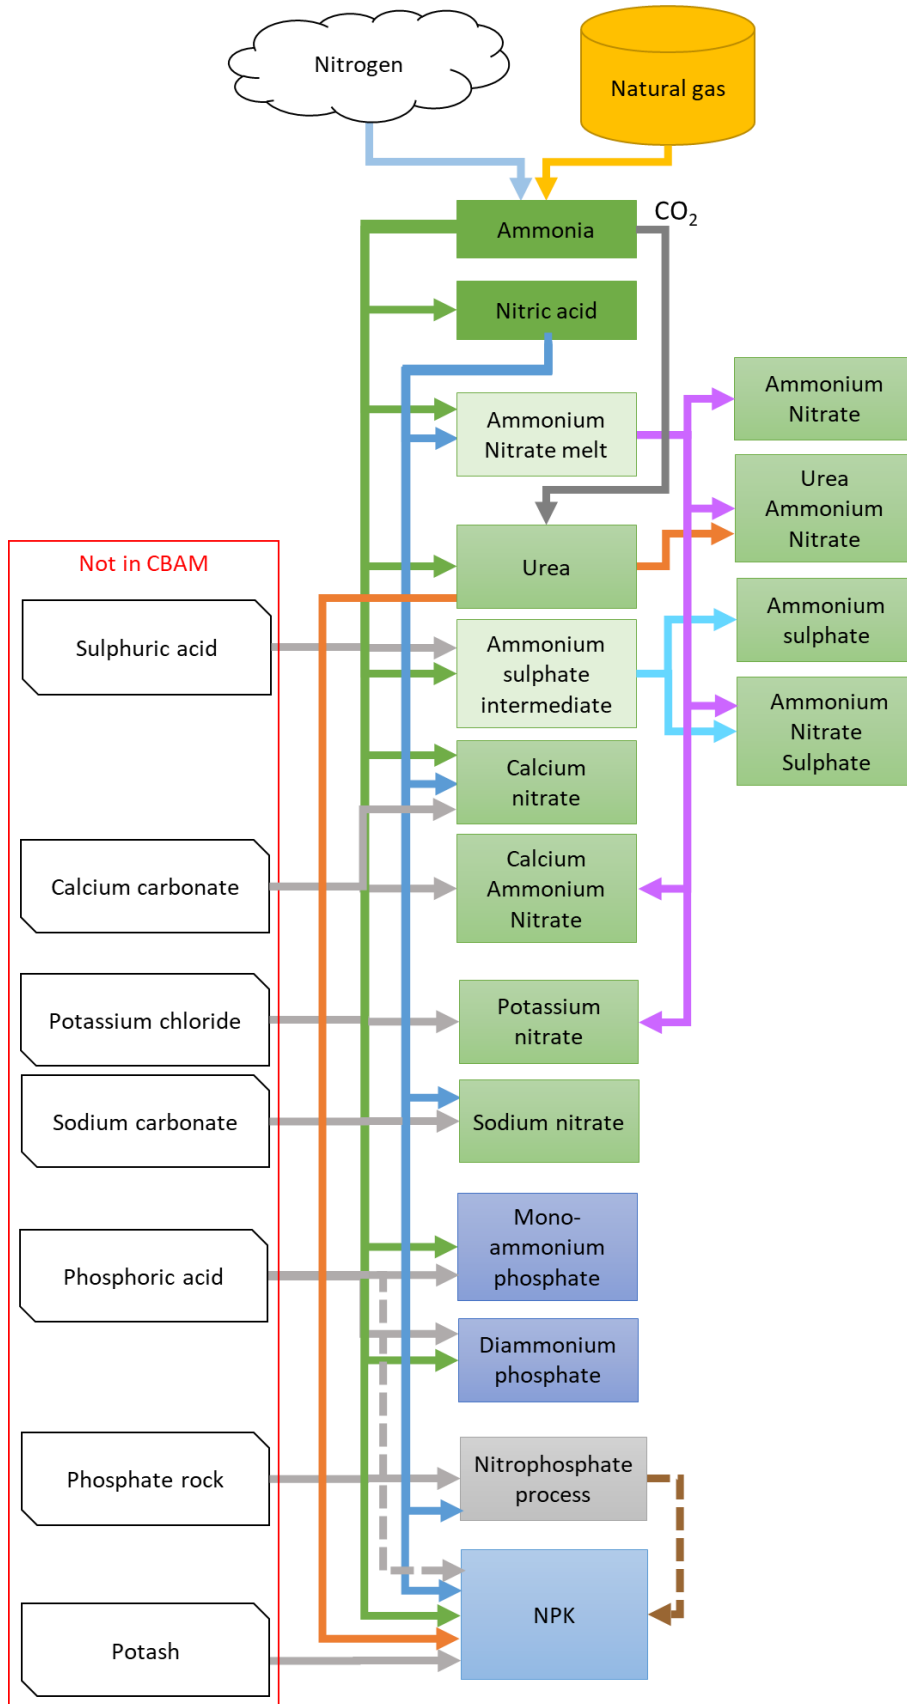 Nitrogen
Natural gas
Ammonia
CO₂
Nitric acid
Ammonium
Nitrate melt
Ammonium
Nitrate
Urea
Ammonium
Nitrate
Not in CBAM
Urea
Sulphuric acid
Ammonium
sulphate
intermediate
Ammonium
sulphate
Ammonium
Nitrate
Sulphate
Calcium
nitrate
Calcium carbonate
Calcium
Ammonium
Nitrate
Potassium chloride
Potassium
nitrate
Sodium carbonate
Sodium nitrate
Phosphoric acid
Mono-
ammonium
phosphate
Diammonium
phosphate
Phosphate rock
Nitrophosphate
process
NPK
Potash